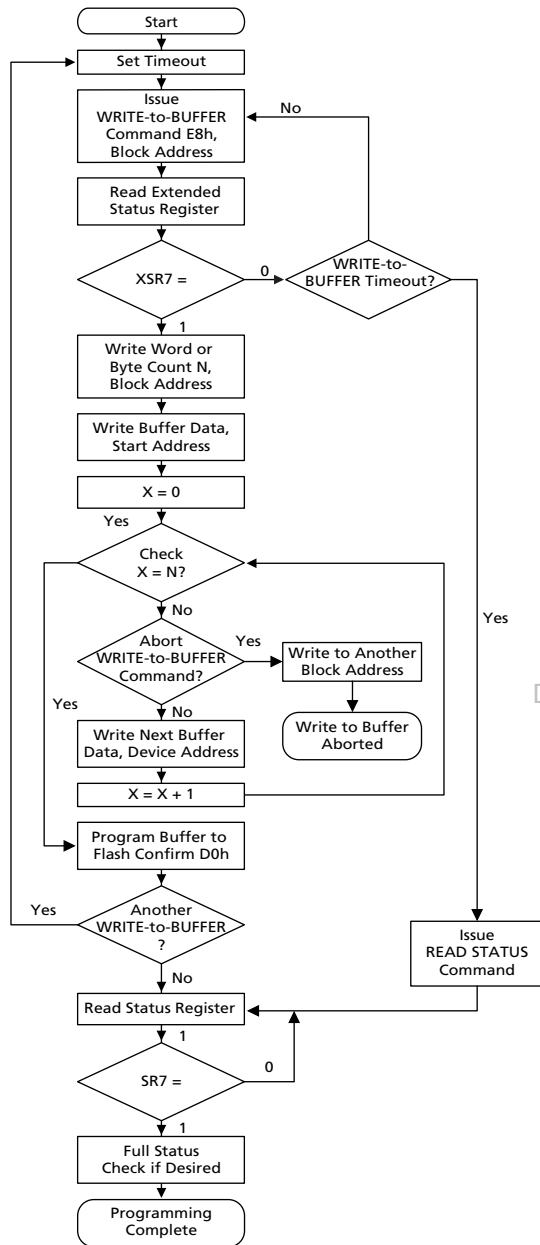 Start
Set Timeout
Issue
WRITE-to-BUFFER
Command E8h,
Block Address
No
Read Extended
Status Register
XSR7 =
0
WRITE-to-
BUFFER Timeout?
1
Write Word or
Byte Count N,
Block Address
Write Buffer Data,
Start Address
X = 0
Yes
Check
X = N?
No
Yes
Abort
WRITE-to-BUFFER
Command?
Yes
Write to Another
Block Address
Yes
No
Write to Buffer
Aborted
Write Next Buffer
Data, Device Address
X = X + 1
Program Buffer to
Flash Confirm D0h
Yes
Another
WRITE-to-BUFFER
?
Issue
READ STATUS
Command
No
Read Status Register
1
0
SR7 =
1
Full Status
Check if Desired
Programming
Complete